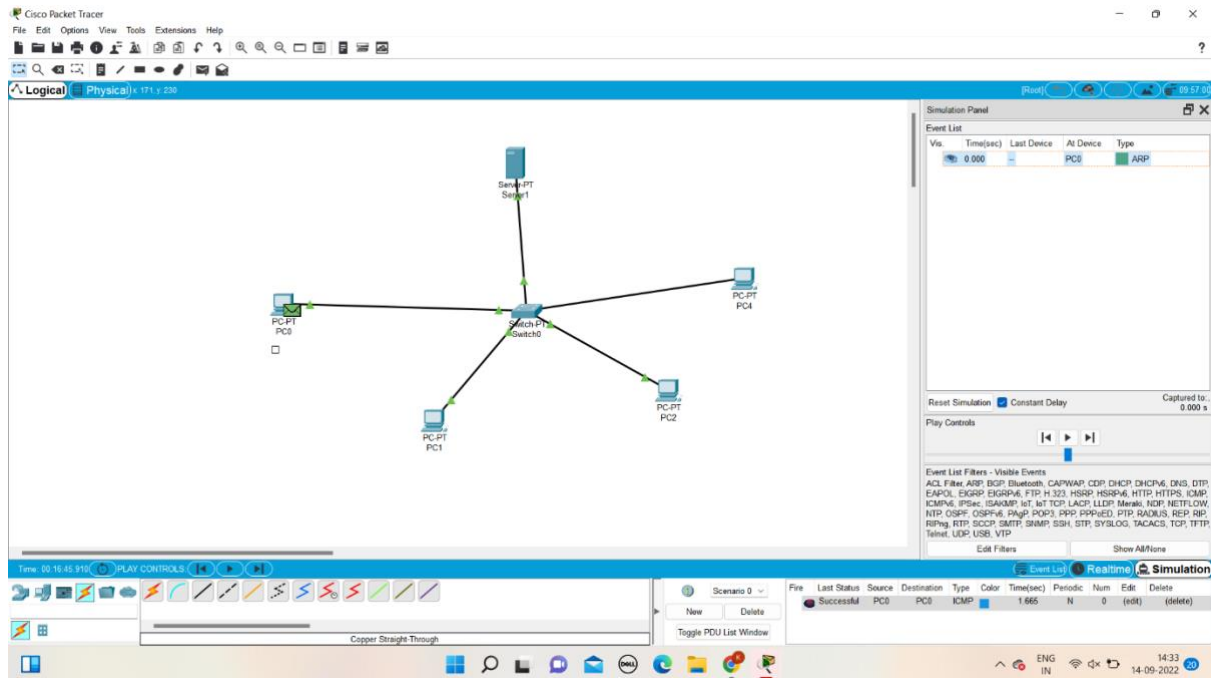 Cisco Packet Tracer
File Edit Options View Tools Extensions Help
?
Logical Physical x: 171, y: 230 [Root] 09:57:00
Simulation Panel
Event List
Vis. Time(sec) Last Device At Device Type
0.000 -- PC0 ARP
Server-PT
Server1
PC-PT
PC4
PC-PT
PC0
Switch-PT
Switch0
PC-PT
PC2
PC-PT
PC1
Reset Simulation Constant Delay Captured to:
0.000 s
Play Controls
Event List Filters - Visible Events
ACL Filter, ARP, BGP, Bluetooth, CAPWAP, CDP, DHCP, DHCPv6, DNS, DTP,
EAPOL, EIGRP, EIGRPv6, FTP, H.323, HSRP, HSRPv6, HTTP, HTTPS, ICMP,
ICMPv6, IPSec, ISAKMP, IoT, IoT TCP, LACP, LLDP, Meraki, NDP, NETFLOW,
NTP, OSPF, OSPFv6, PAgP, POP3, PPP, PPPoED, PTP, RADIUS, REP, RIP,
RIPng, RTP, SCCP, SMTP, SNMP, SSH, STP, SYSLOG, TACACS, TCP, TFTP,
Telnet, UDP, USB, VTP
Edit Filters Show All/None
Time: 00:16:45.910 PLAY CONTROLS Event List Realtime Simulation
Scenario 0
New Delete
Toggle PDU List Window
Fire Last Status Source Destination Type Color Time(sec) Periodic Num Edit Delete
Successful PC0 PC0 ICMP 1.665 N 0 (edit) (delete)
Copper Straight-Through
DELL
ENG
IN
14:33
14-09-2022
20